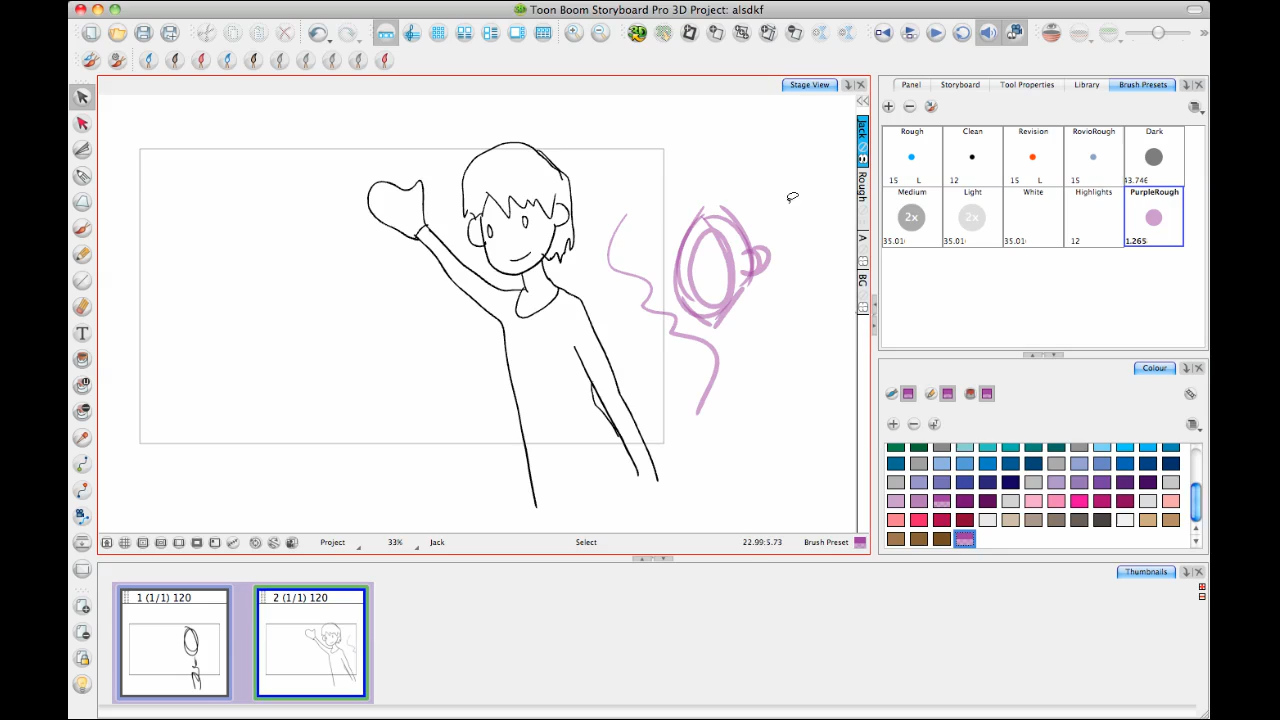 Toon Boom Storyboard Pro 3D Project: alsdkf
Stage View
Panel Storyboard Tool Properties Library Brush Presets
Rough Clean Revision RovioRough Dark
15 L 12 15 L 15
Medium Light White Highlights PurpleRough
2x 2x
12 1.265
Jack
Rough
A
BG
T
Colour
Project 33% Jack Select 22.99:5.73 Brush Preset
Thumbnails
1 (1/1) 120 2 (1/1) 120